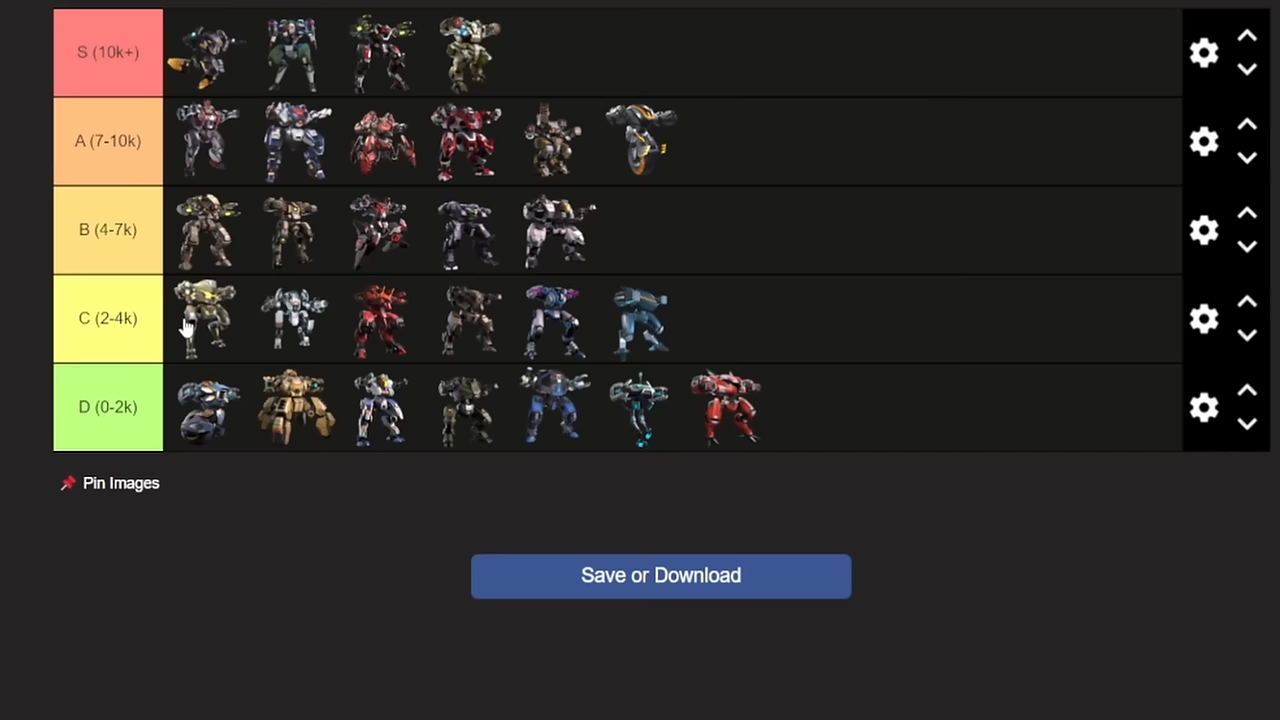 S (10k+)
A (7-10k)
B (4-7k)
C (2-4k)
D (0-2k)
Pin Images
Save or Download